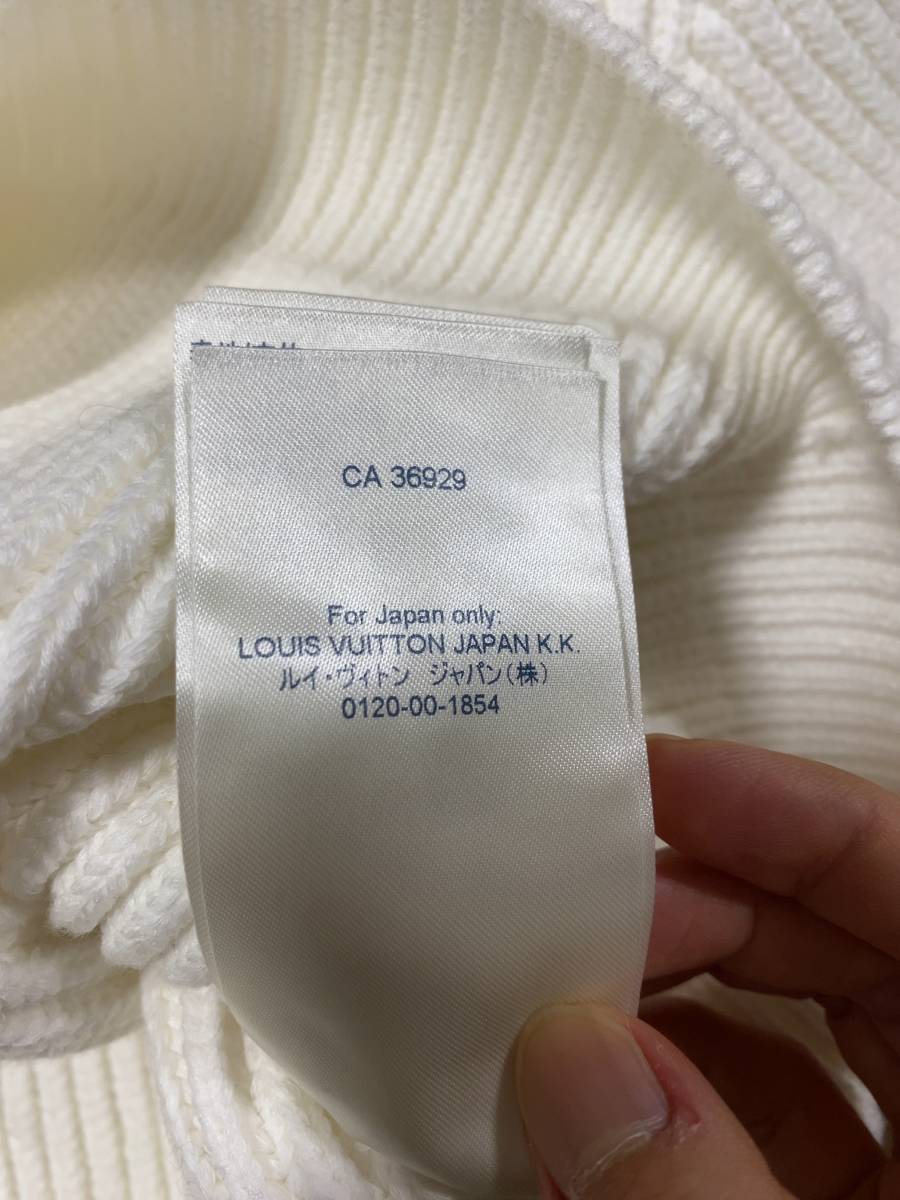 CA 36929
For Japan only:
LOUIS VUITTON JAPAN K.K.
ルイ・ヴィトン ジャパン(株)
0120-00-1854